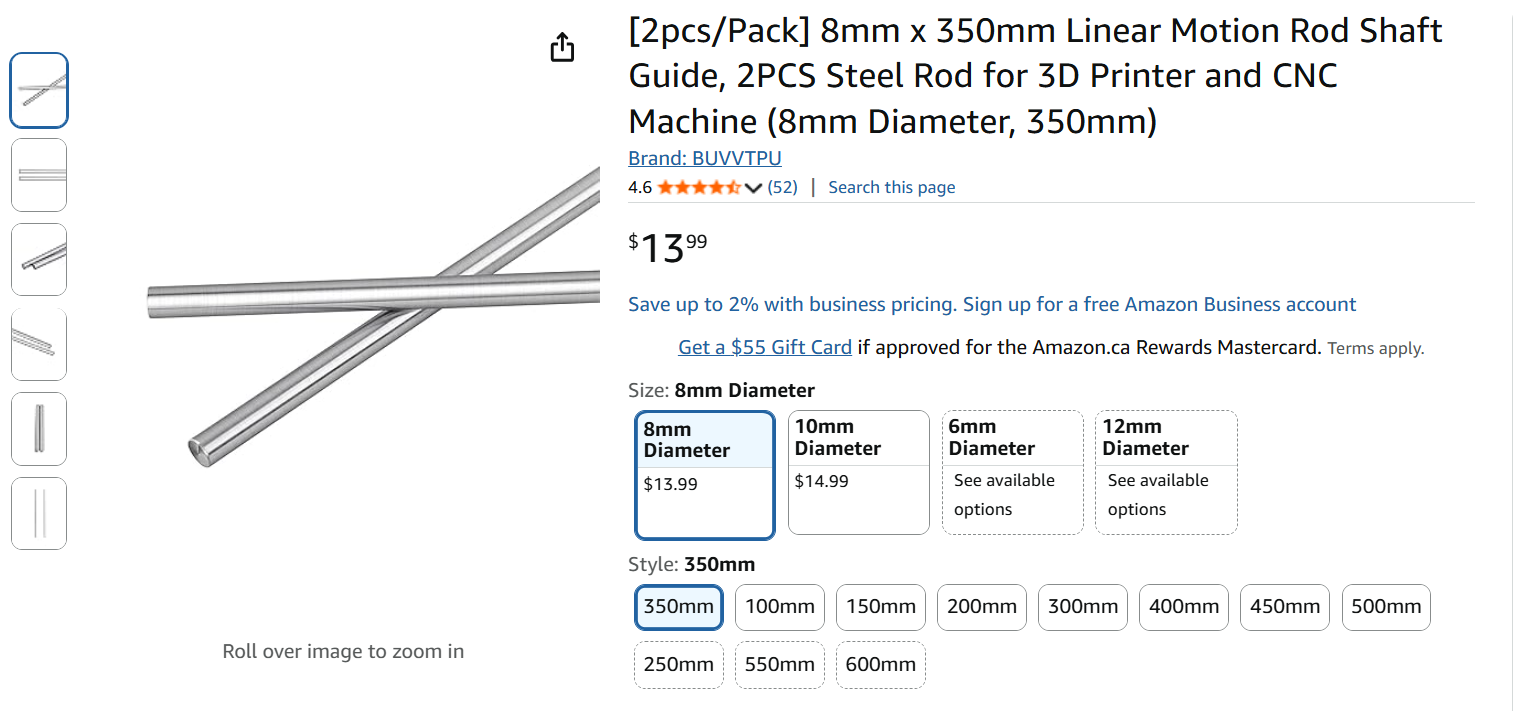 [2pcs/Pack] 8mm x 350mm Linear Motion Rod Shaft
Guide, 2PCS Steel Rod for 3D Printer and CNC
Machine (8mm Diameter, 350mm)
Brand: BUVVTPU
4.6 (52) | Search this page
$13.99
Save up to 2% with business pricing. Sign up for a free Amazon Business account
Get a $55 Gift Card if approved for the Amazon.ca Rewards Mastercard. Terms apply.
Size: 8mm Diameter
8mm Diameter
$13.99
10mm Diameter
$14.99
6mm Diameter
See available options
12mm Diameter
See available options
Style: 350mm
350mm 100mm 150mm 200mm 300mm 400mm 450mm 500mm
250mm 550mm 600mm
Roll over image to zoom in